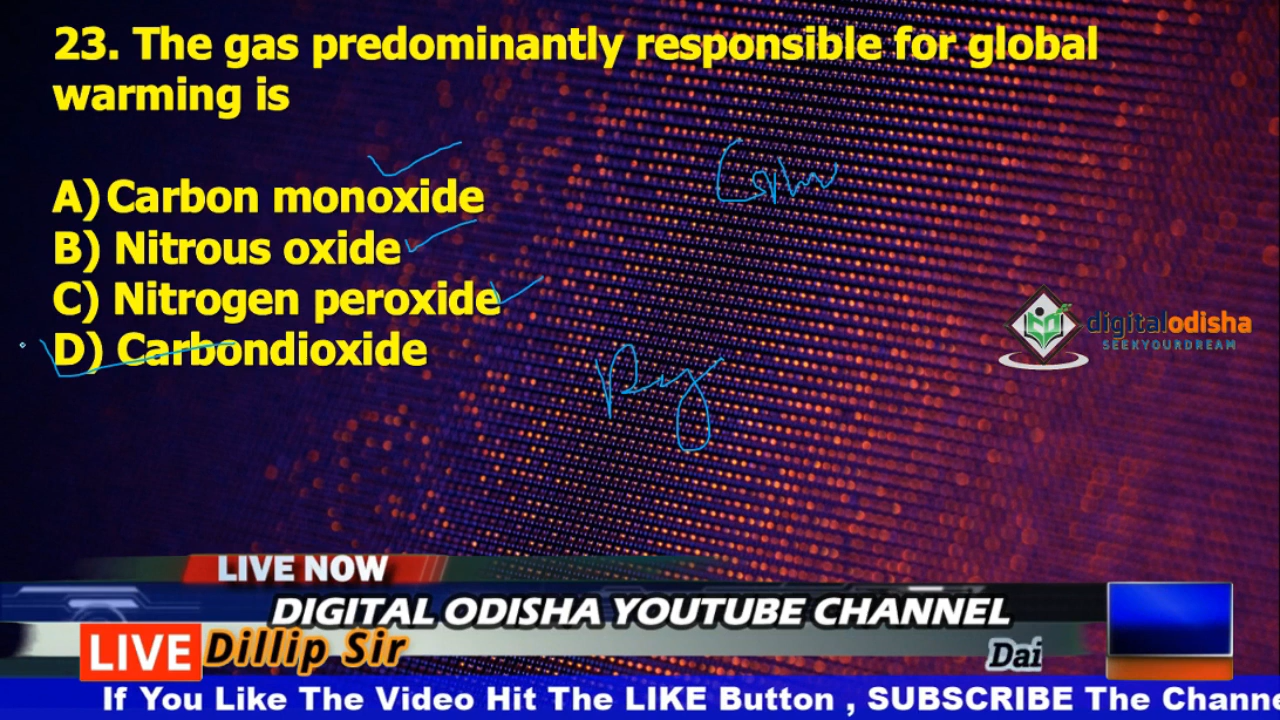 23. The gas predominantly responsible for global
warming is
A) Carbon monoxide
B) Nitrous oxide
C) Nitrogen peroxide
D) Carbondioxide
digitalodisha
SEEKYOURDREAM
LIVE NOW
DIGITAL ODISHA YOUTUBE CHANNEL
LIVE Dillip Sir
Dai
If You Like The Video Hit The LIKE Button , SUBSCRIBE The Channe